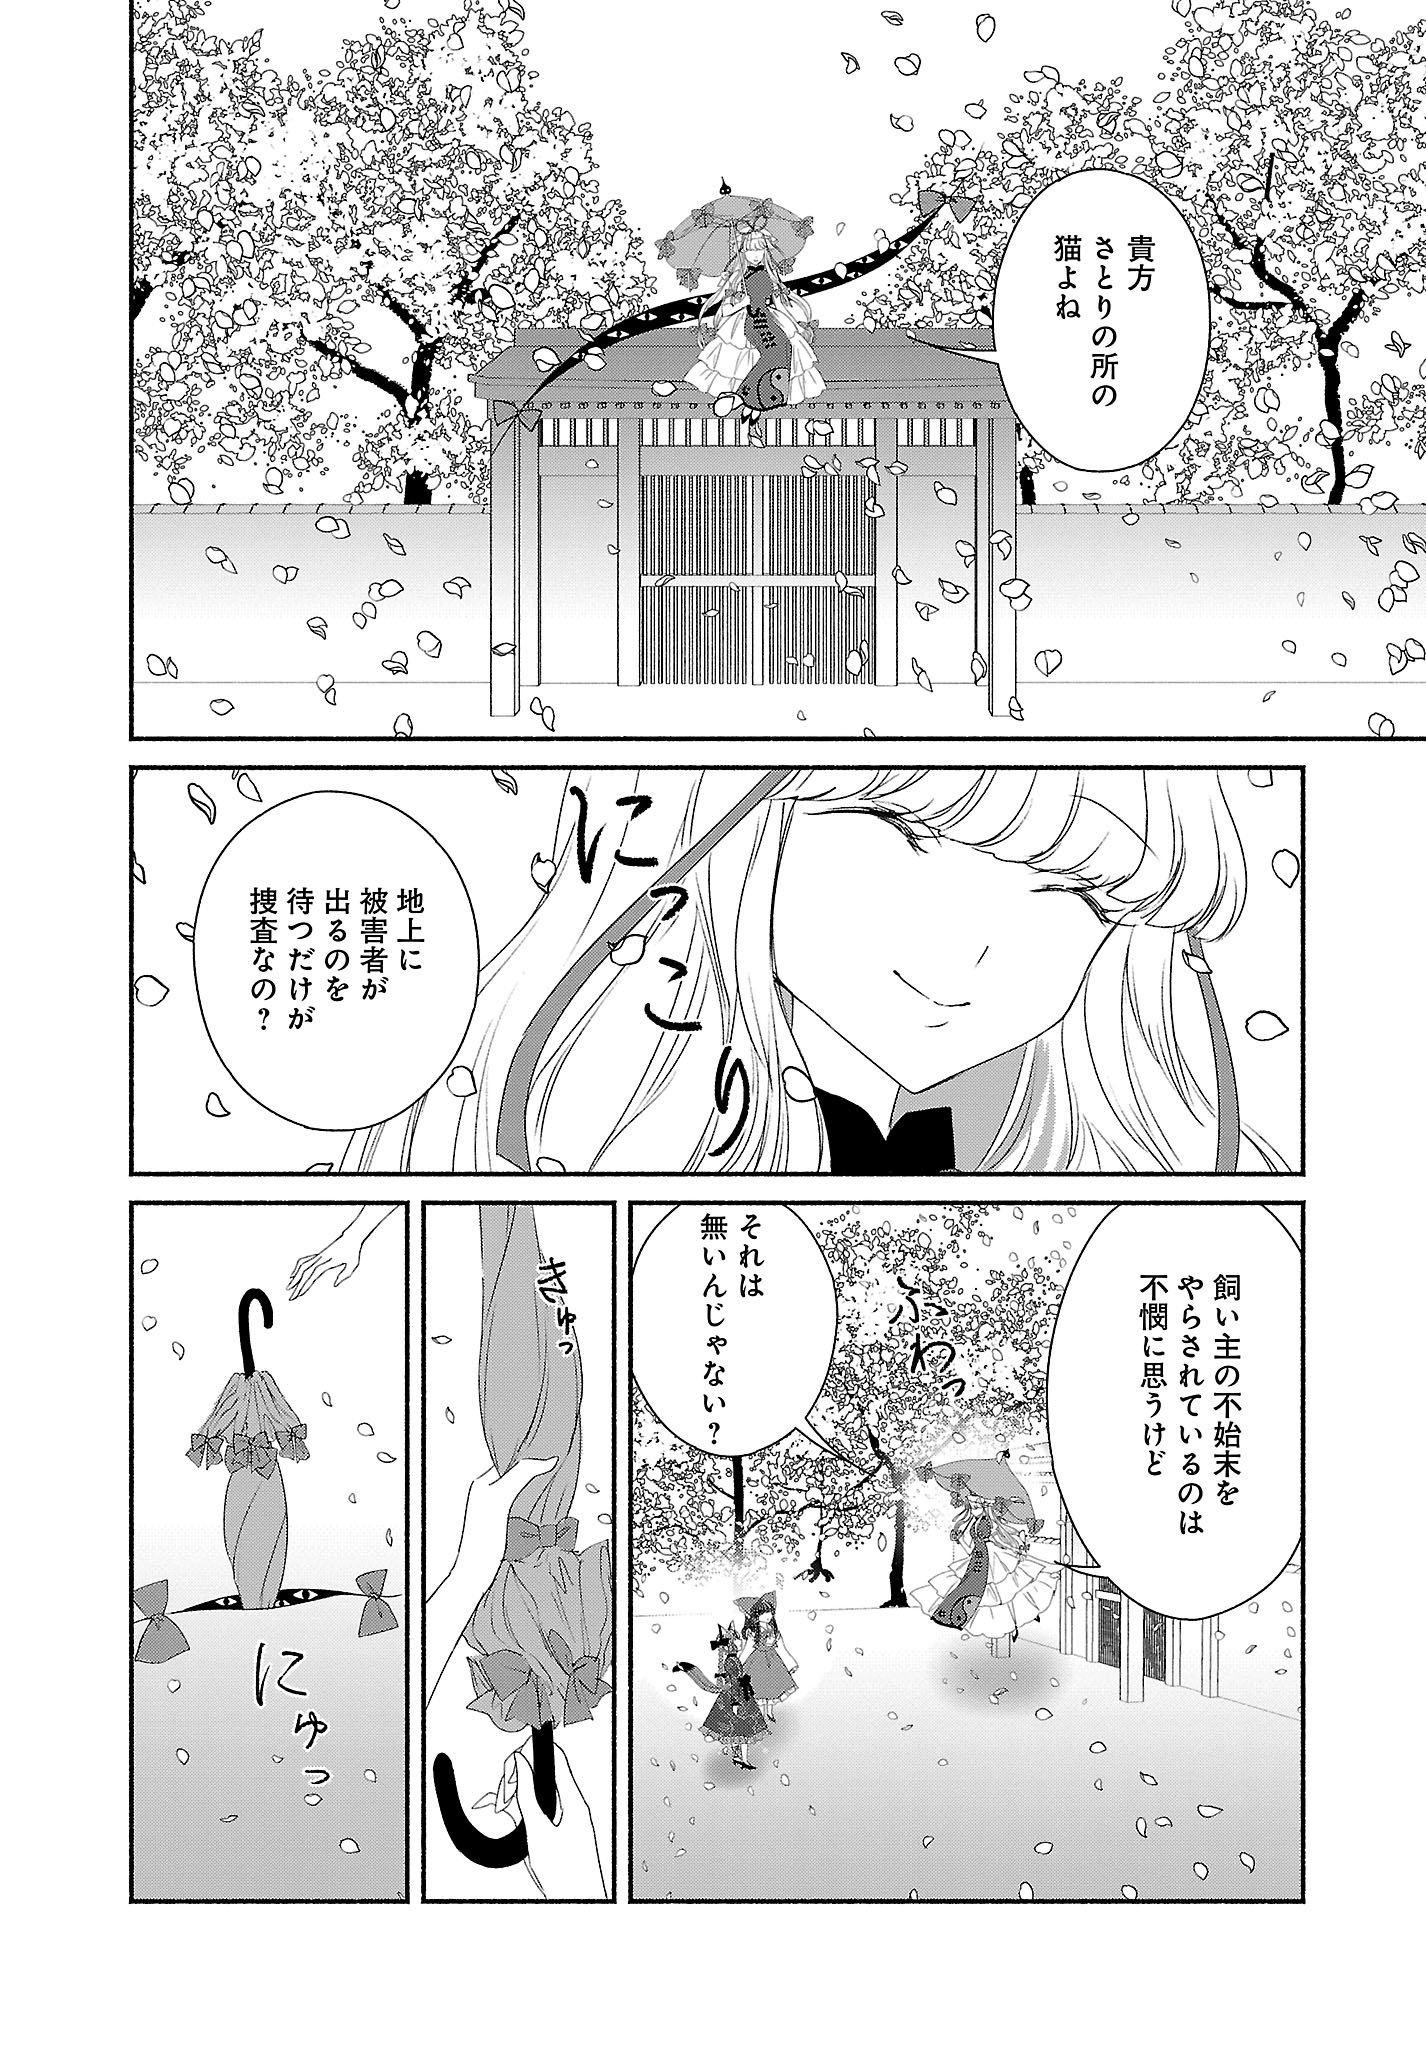 貴方
さとりの所の
猫よね
にっこり
地上に
被害者が
出るのを
待つだけが
捜査なの?
飼い主の不始末を
やらされているのは
不憫に思うけど
ふわっ
それは
無いんじゃない?
きゅっ
にゅっ